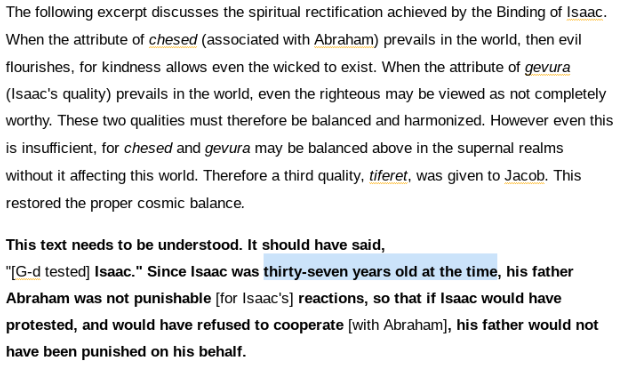 The following excerpt discusses the spiritual rectification achieved by the Binding of Isaac.
When the attribute of chesed (associated with Abraham) prevails in the world, then evil
flourishes, for kindness allows even the wicked to exist. When the attribute of gevura
(Isaac's quality) prevails in the world, even the righteous may be viewed as not completely
worthy. These two qualities must therefore be balanced and harmonized. However even this
is insufficient, for chesed and gevura may be balanced above in the supernal realms
without it affecting this world. Therefore a third quality, tiferet, was given to Jacob. This
restored the proper cosmic balance.
This text needs to be understood. It should have said,
"[G-d tested] Isaac." Since Isaac was thirty-seven years old at the time, his father
Abraham was not punishable [for Isaac's] reactions, so that if Isaac would have
protested, and would have refused to cooperate [with Abraham], his father would not
have been punished on his behalf.